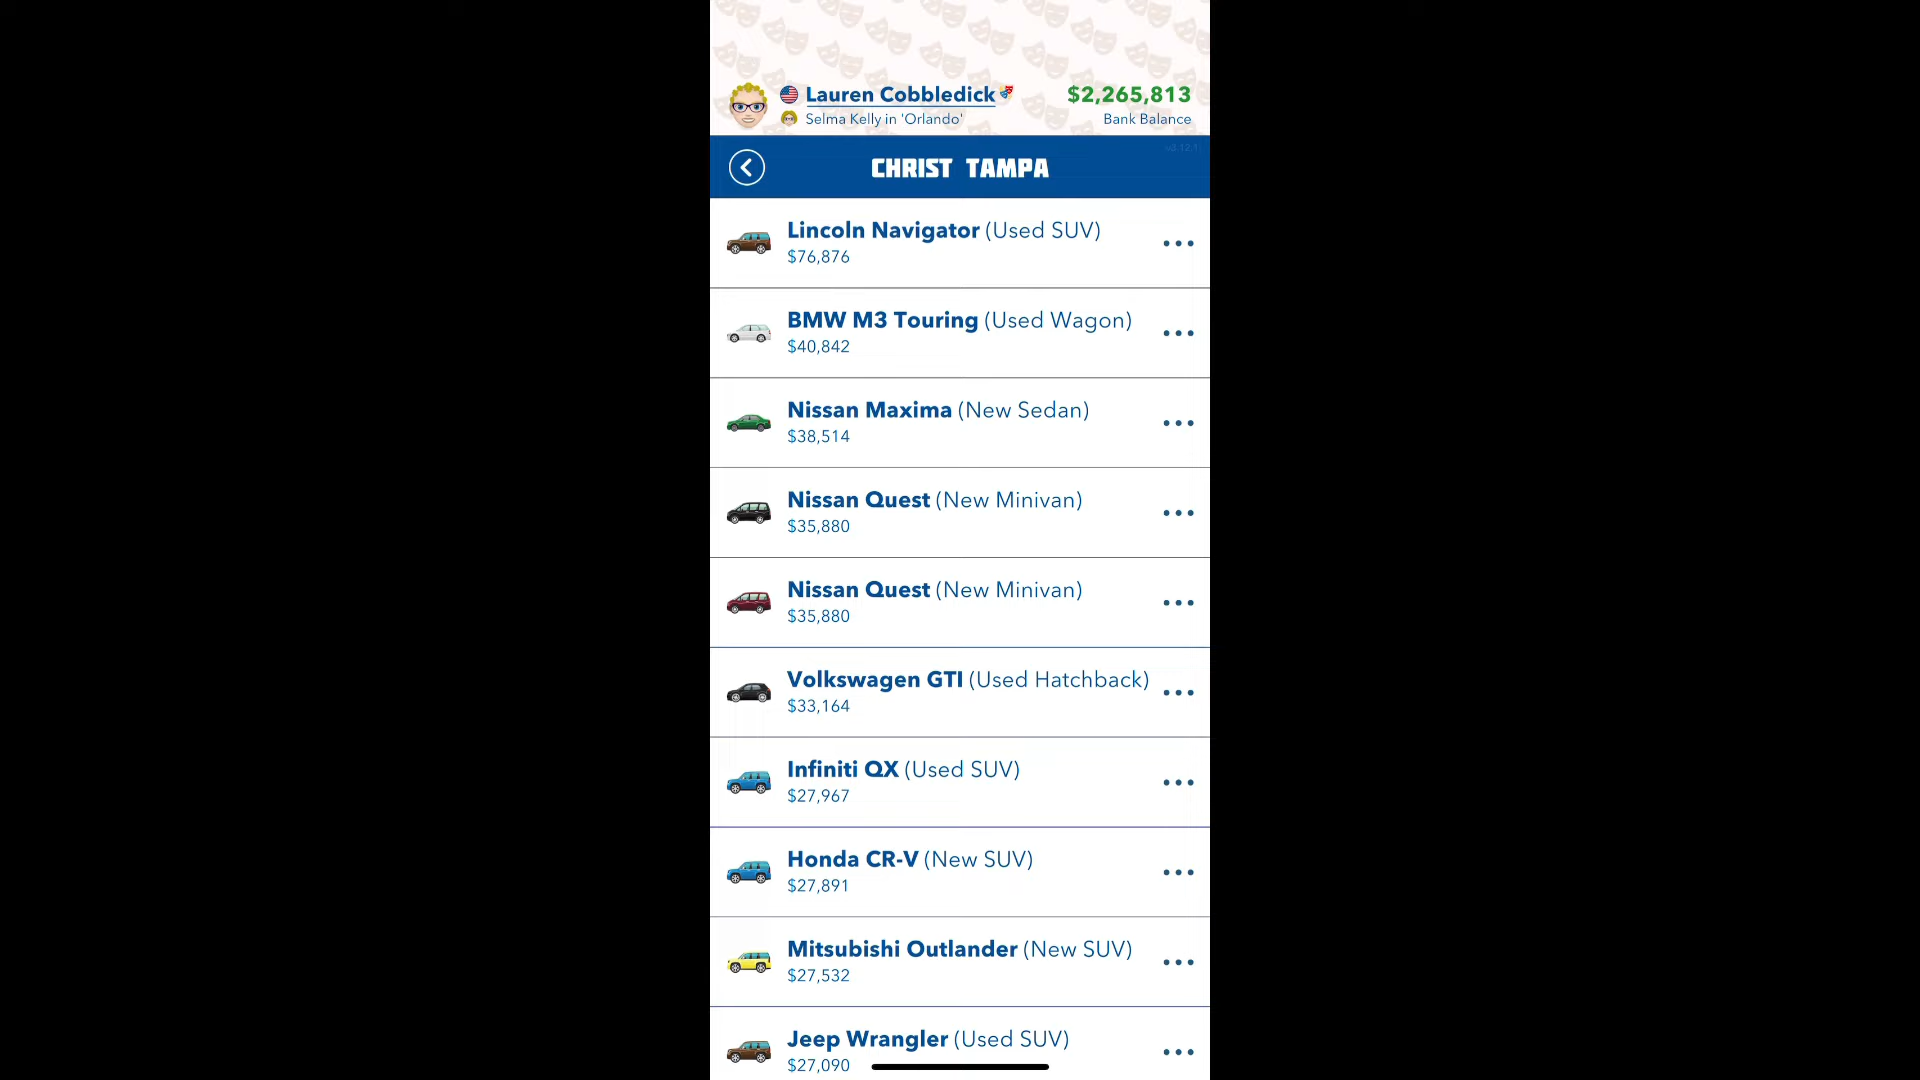 Lauren Cobbledick
$2,265,813
Selma Kelly in 'Orlando'
Bank Balance
v3.12.1
CHRIST TAMPA
Lincoln Navigator (Used SUV)
$76,876
BMW M3 Touring (Used Wagon)
$40,842
Nissan Maxima (New Sedan)
$38,514
Nissan Quest (New Minivan)
$35,880
Nissan Quest (New Minivan)
$35,880
Volkswagen GTI (Used Hatchback)
$33,164
Infiniti QX (Used SUV)
$27,967
Honda CR-V (New SUV)
$27,891
Mitsubishi Outlander (New SUV)
$27,532
Jeep Wrangler (Used SUV)
$27,090